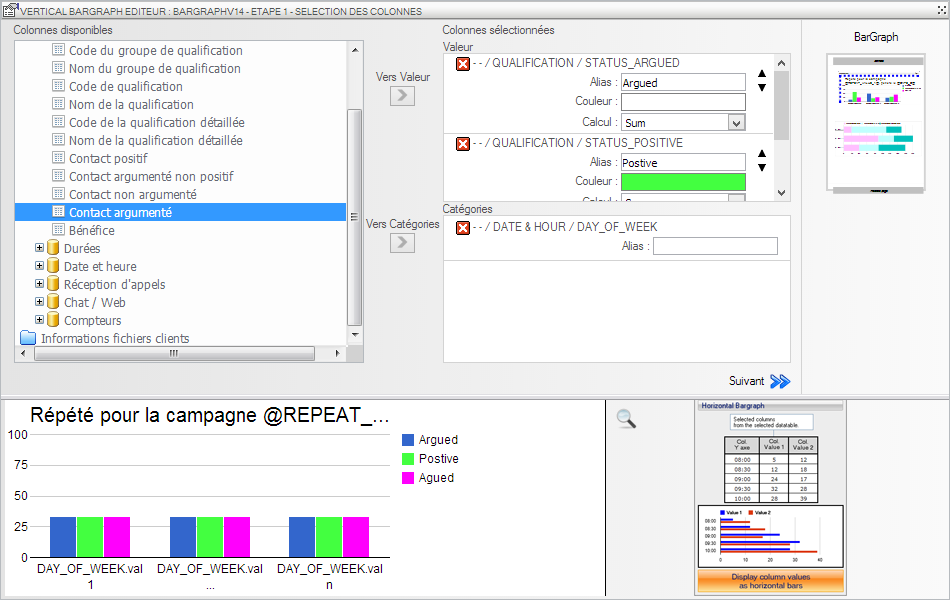 VERTICAL BARGRAPH EDITEUR : BARGRAPHV14 - ETAPE 1 - SELECTION DES COLONNES
Colonnes disponibles
Code du groupe de qualification
Nom du groupe de qualification
Code de qualification
Nom de la qualification
Code de la qualification détaillée
Nom de la qualification détaillée
Contact positif
Contact argumenté non positif
Contact non argumenté
Contact argumenté
Bénéfice
Durées
Date et heure
Réception d'appels
Chat / Web
Compteurs
Informations fichiers clients
Vers Valeur
Vers Catégories
Colonnes sélectionnées
Valeur
- - / QUALIFICATION / STATUS_ARGUED
Alias : Argued
Couleur :
Calcul : Sum
- - / QUALIFICATION / STATUS_POSITIVE
Alias : Postive
Couleur :
Catégories
- - / DATE & HOUR / DAY_OF_WEEK
Alias :
Suivant
BarGraph
Répété pour la campagne @REPEAT_...
100
75
50
25
0
DAY_OF_WEEK.val 1
DAY_OF_WEEK.val ...
DAY_OF_WEEK.val n
Argued
Postive
Agued
Horizontal Bargraph
Selected columns
from the selected datatable
Col. Y axe Col. Value 1 Col. Value 2
08:00 5 12
08:30 12 18
09:00 24 17
09:30 32 28
10:00 28 39
Value 1 Value 2
08:00
08:30
09:00
09:30
10:00
0 10 20 30 40
Display column values
as horizontal bars